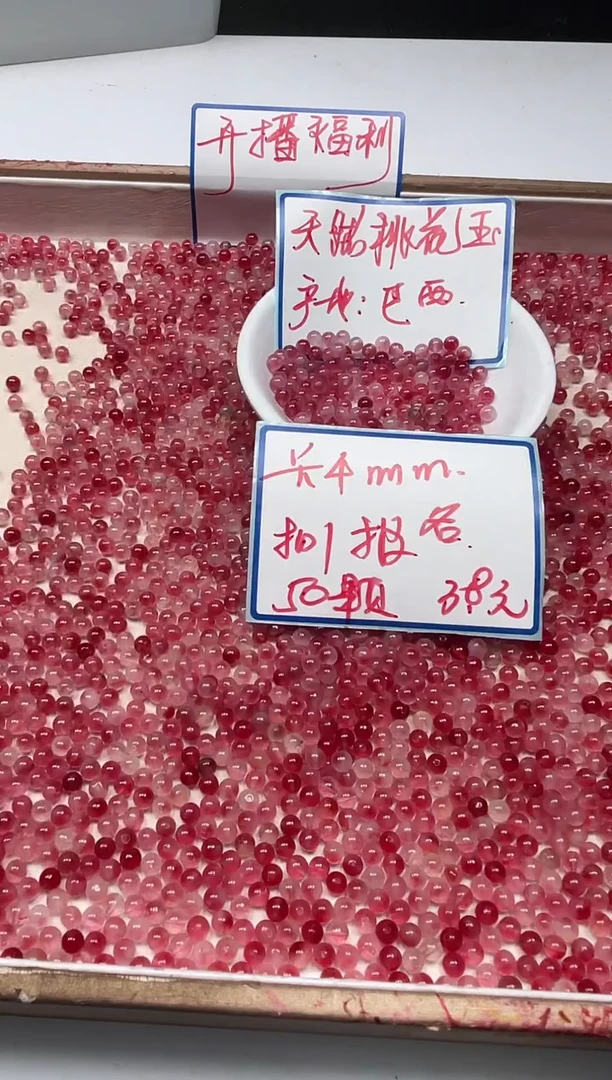 开播福利
天然桃花玉
产地:巴西.
长4mm.
扣1报名.
50颗 38元